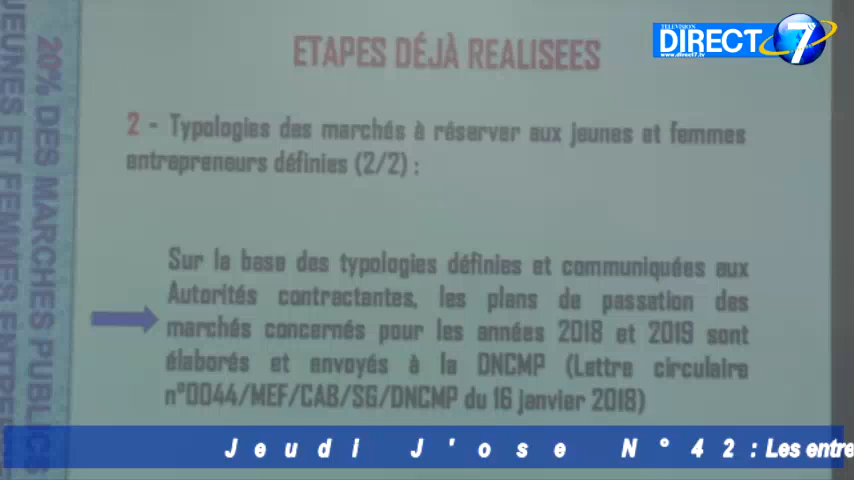 TELEVISION
DIRECT 7
www.direct7.tv
20% DES MARCHES PUBLICS
JEUNES ET FEMMES
ETAPES DÉJÀ REALISEES
2 - Typologies des marchés à réserver aux jeunes et femmes
entrepreneurs définies (2/2) :
Sur la base des typologies définies et communiquées aux
Autorités contractantes, les plans de passation des
marchés concernés pour les années 2018 et 2019 sont
élaborés et envoyés à la DNCMP (Lettre circulaire
n°0044/MEF/CAB/SG/DNCMP du 16 janvier 2018)
Jeudi J'ose N°42 : Les entre